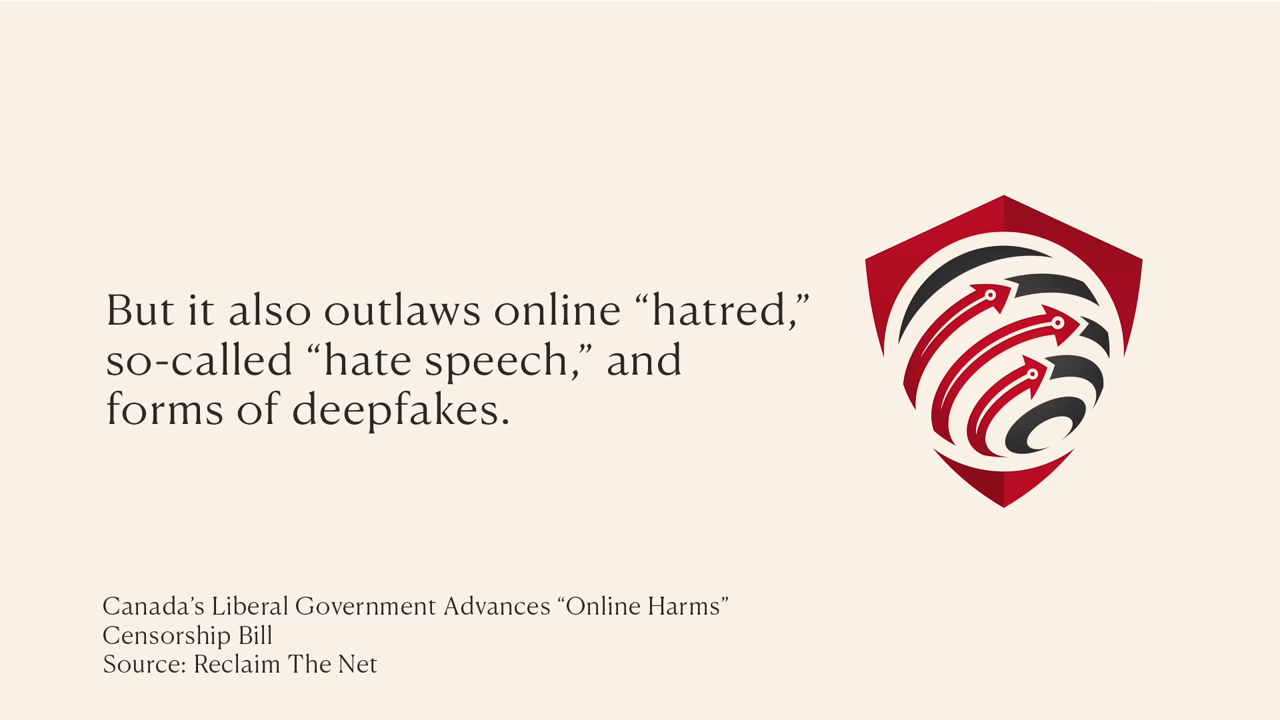 But it also outlaws online “hatred,”
so-called “hate speech,” and
forms of deepfakes.
Canada’s Liberal Government Advances “Online Harms”
Censorship Bill
Source: Reclaim The Net